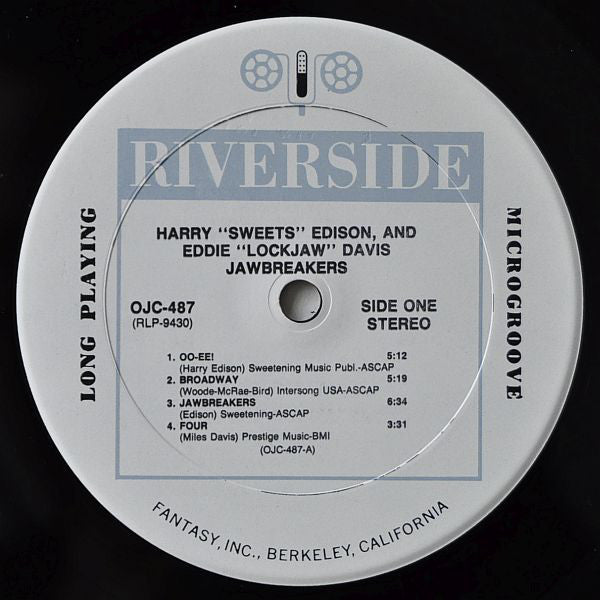 RIVERSIDE
LONG PLAYING
MICROGROOVE
HARRY "SWEETS" EDISON, AND
EDDIE "LOCKJAW" DAVIS
JAWBREAKERS
OJC-487
(RLP-9430)
SIDE ONE
STEREO
1. OO-EE! 5:12
(Harry Edison) Sweetening Music Publ.-ASCAP
2. BROADWAY 5:19
(Woode-McRae-Bird) Intersong USA-ASCAP
3. JAWBREAKERS 6:34
(Edison) Sweetening-ASCAP
4. FOUR 3:31
(Miles Davis) Prestige Music-BMI
(OJC-487-A)
FANTASY, INC., BERKELEY, CALIFORNIA